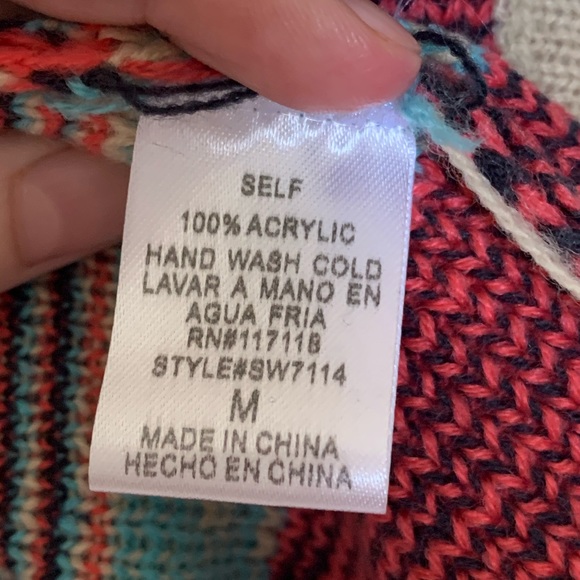 SELF
100% ACRYLIC
HAND WASH COLD
LAVAR A MANO EN
AGUA FRIA
RN#117118
STYLE#SW7114
M
MADE IN CHINA
HECHO EN CHINA